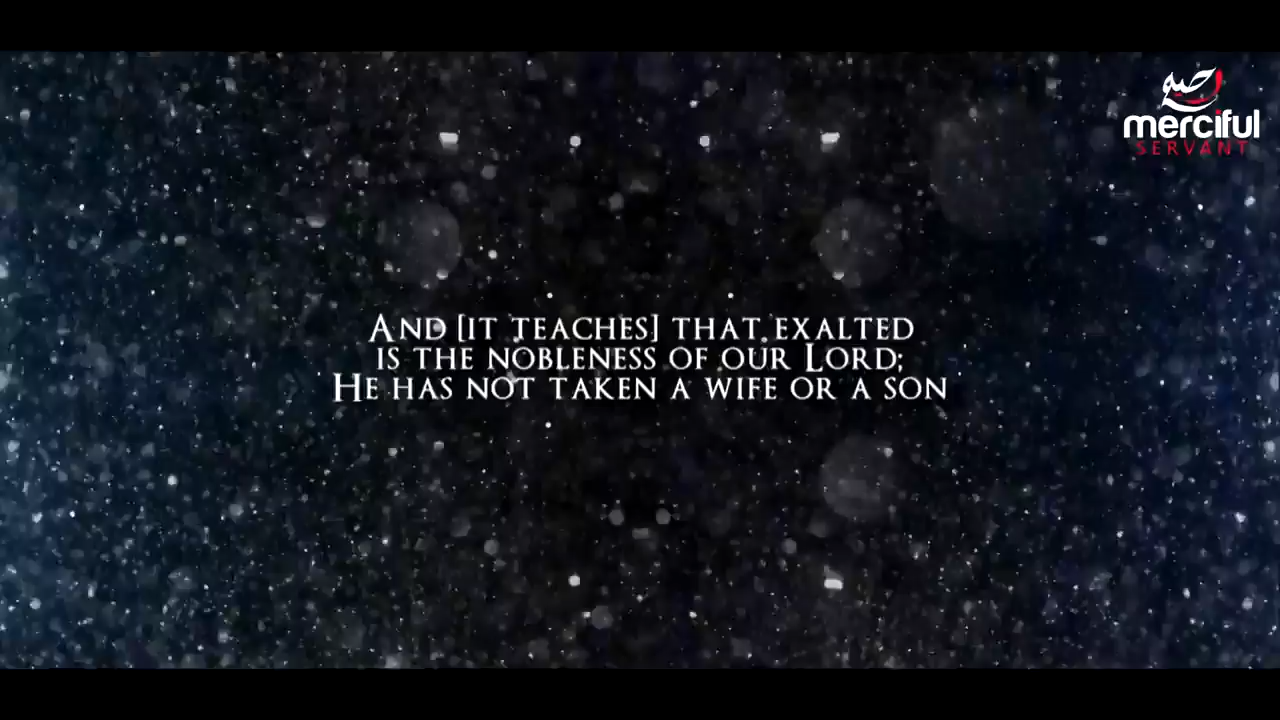 merciful
SERVANT
And [it teaches] that exalted
is the nobleness of our Lord;
He has not taken a wife or a son